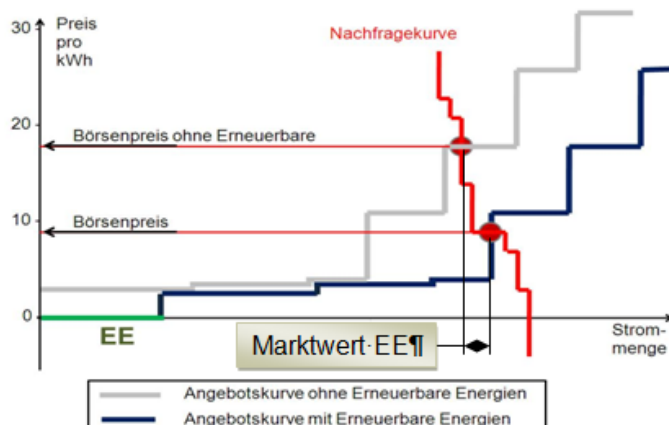 30
Preis
pro
kWh
Nachfragekurve
20
Börsenpreis ohne Erneuerbare
10
Börsenpreis
0
EE
Strom-
menge
Marktwert·EE¶
Angebotskurve ohne Erneuerbare Energien
Angebotskurve mit Erneuerbare Energien